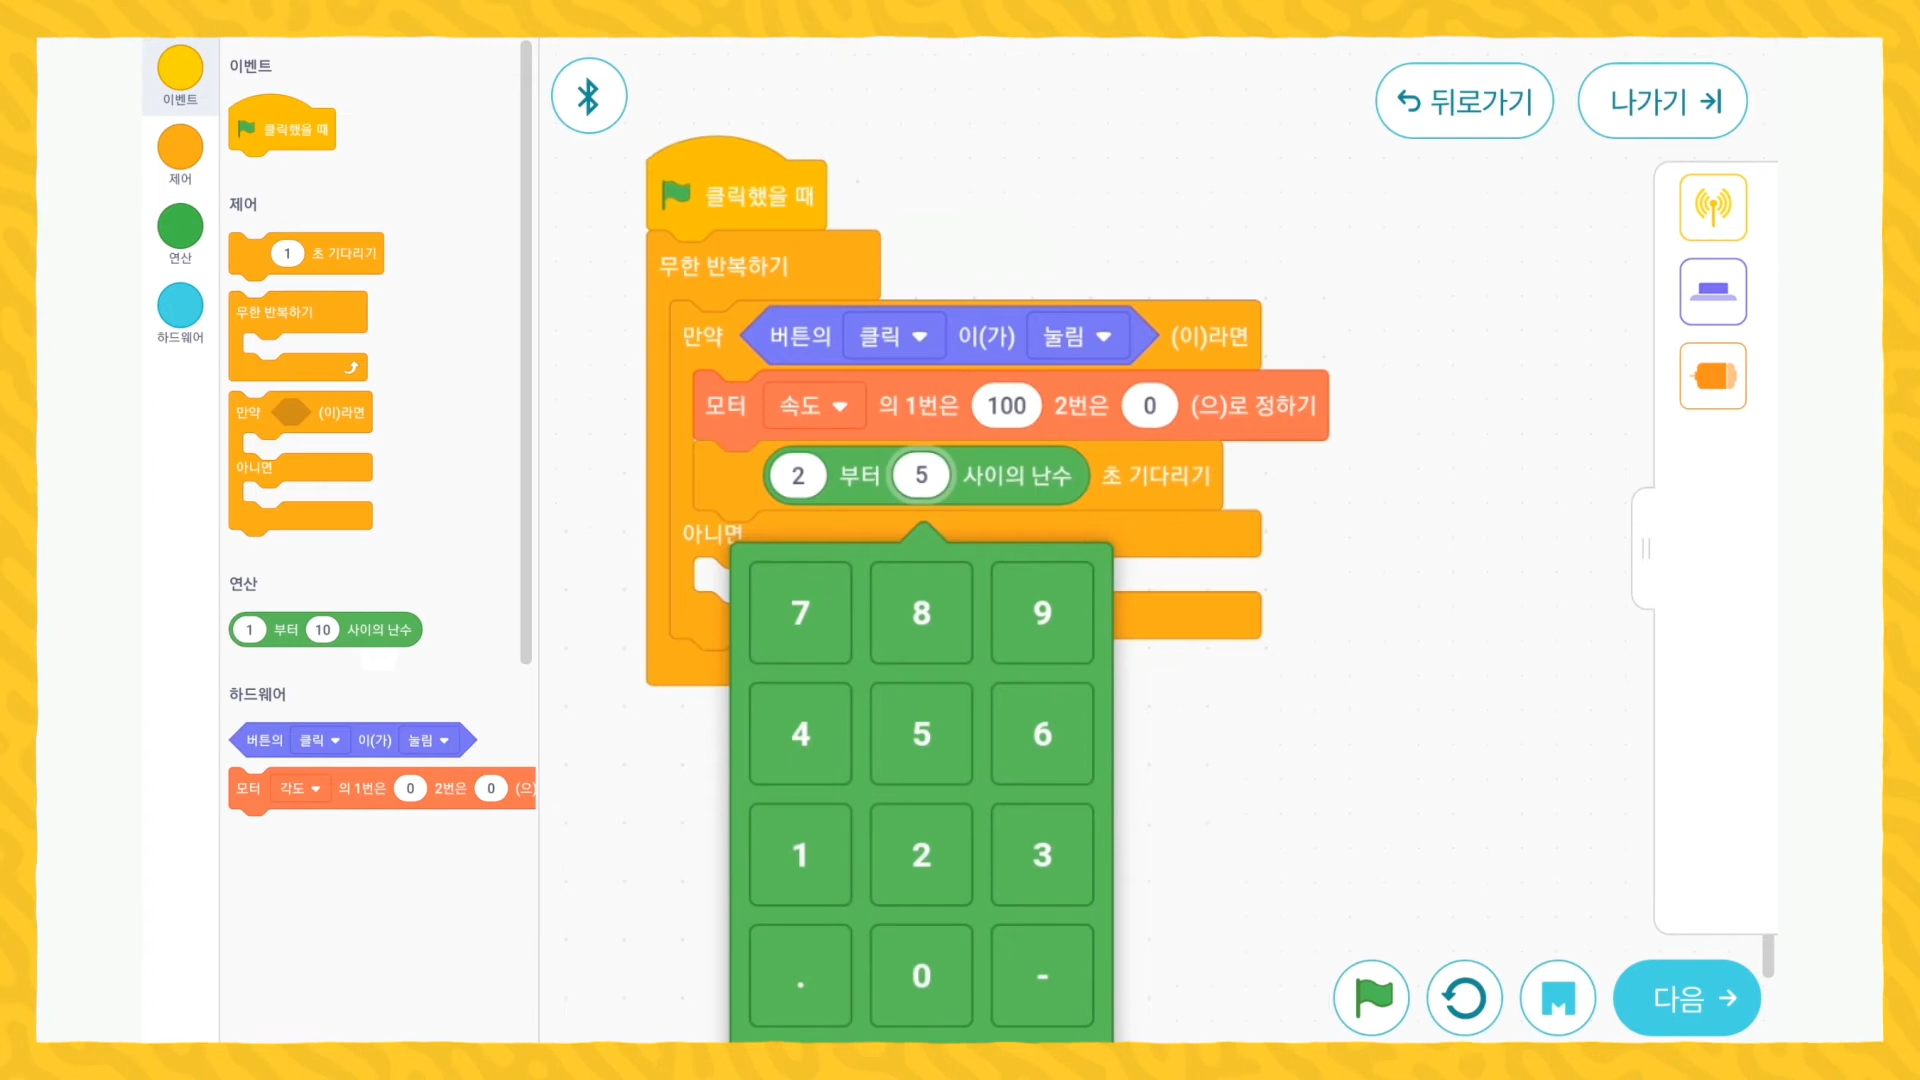 이벤트
제어
연산
하드웨어
이벤트
클릭했을 때
제어
1 초 기다리기
무한 반복하기
만약 (이)라면
아니면
연산
1 부터 10 사이의 난수
하드웨어
버튼의 클릭 이(가) 눌림
모터 각도 의 1번은 0 2번은 0 (으)
뒤로가기
나가기
클릭했을 때
무한 반복하기
만약 버튼의 클릭 이(가) 눌림 (이)라면
모터 속도 의 1번은 100 2번은 0 (으)로 정하기
2 부터 5 사이의 난수 초 기다리기
아니면
7 8 9
4 5 6
1 2 3
. 0 -
다음